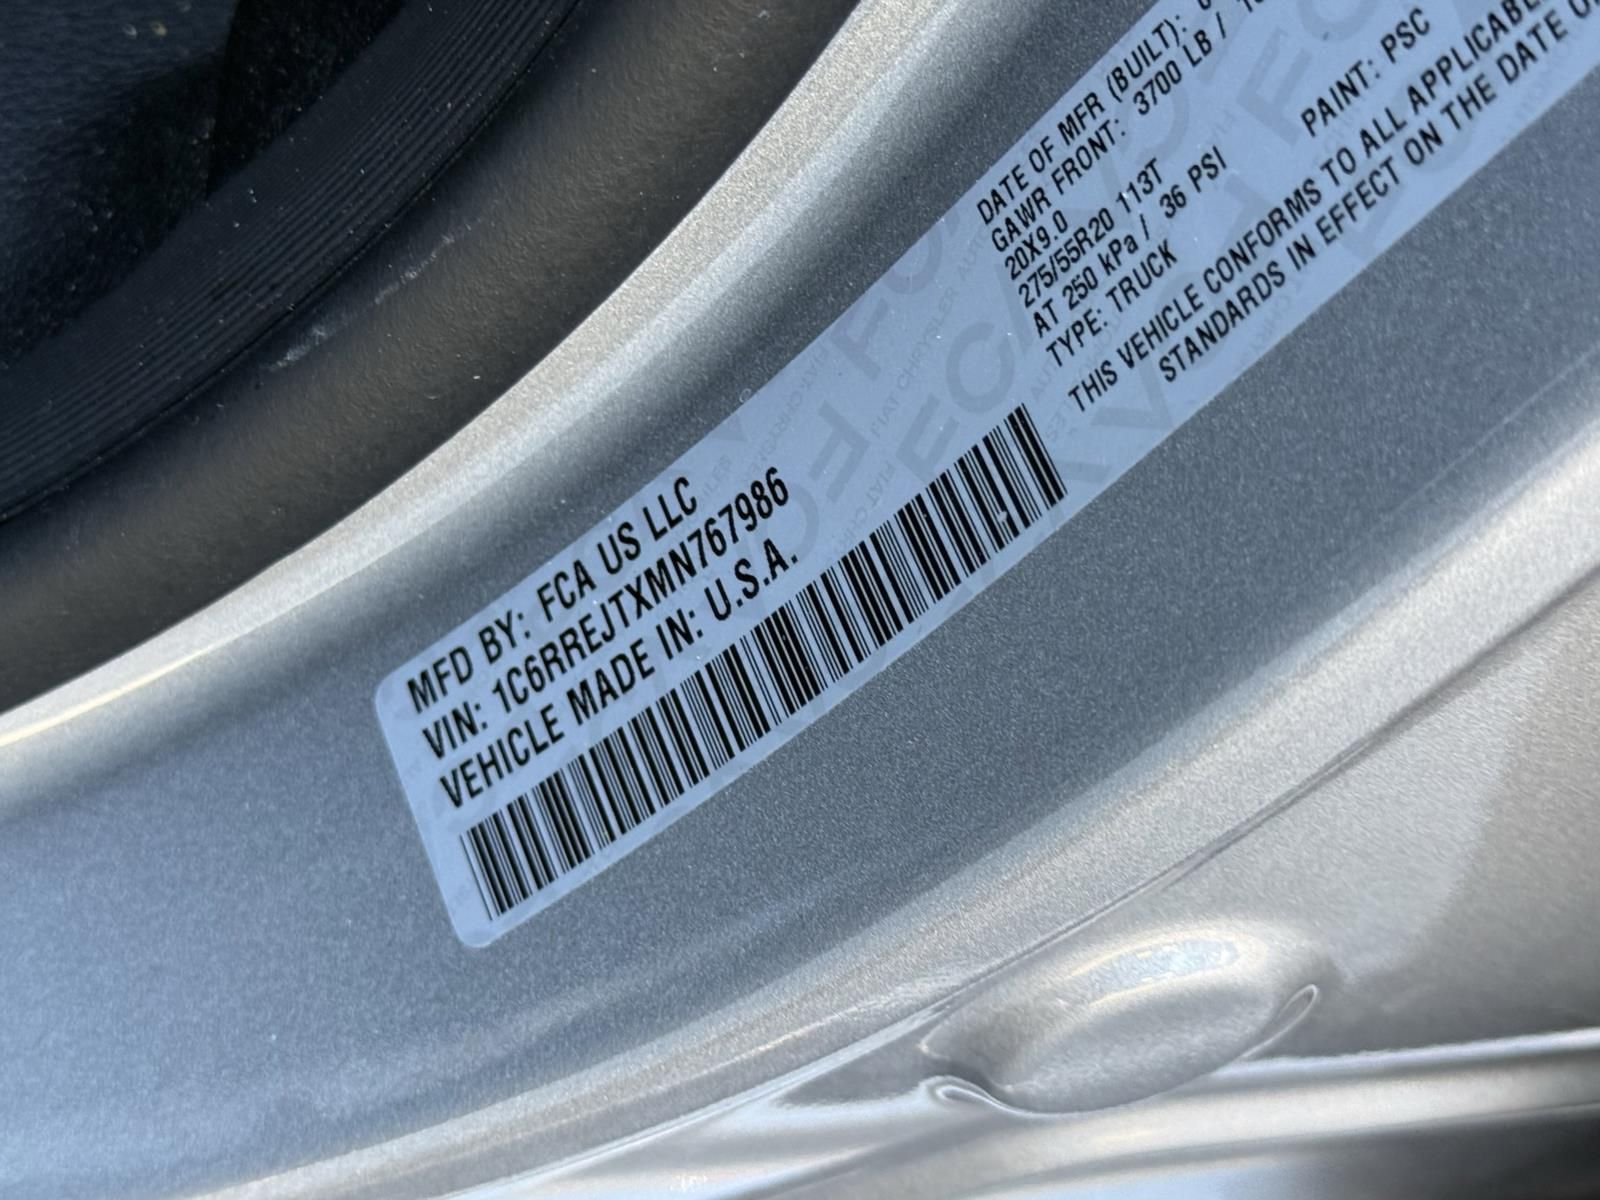 MFD BY: FCA US LLC
VIN: 1C6RREJTXMN767986
VEHICLE MADE IN: U.S.A.
DATE OF MFR (BUILT):
GAWR FRONT: 3700 LB /
20X9.0
275/55R20 113T
AT 250 kPa / 36 PSI
TYPE: TRUCK PAINT: PSC
THIS VEHICLE CONFORMS TO ALL APPLICABLE
STANDARDS IN EFFECT ON THE DATE